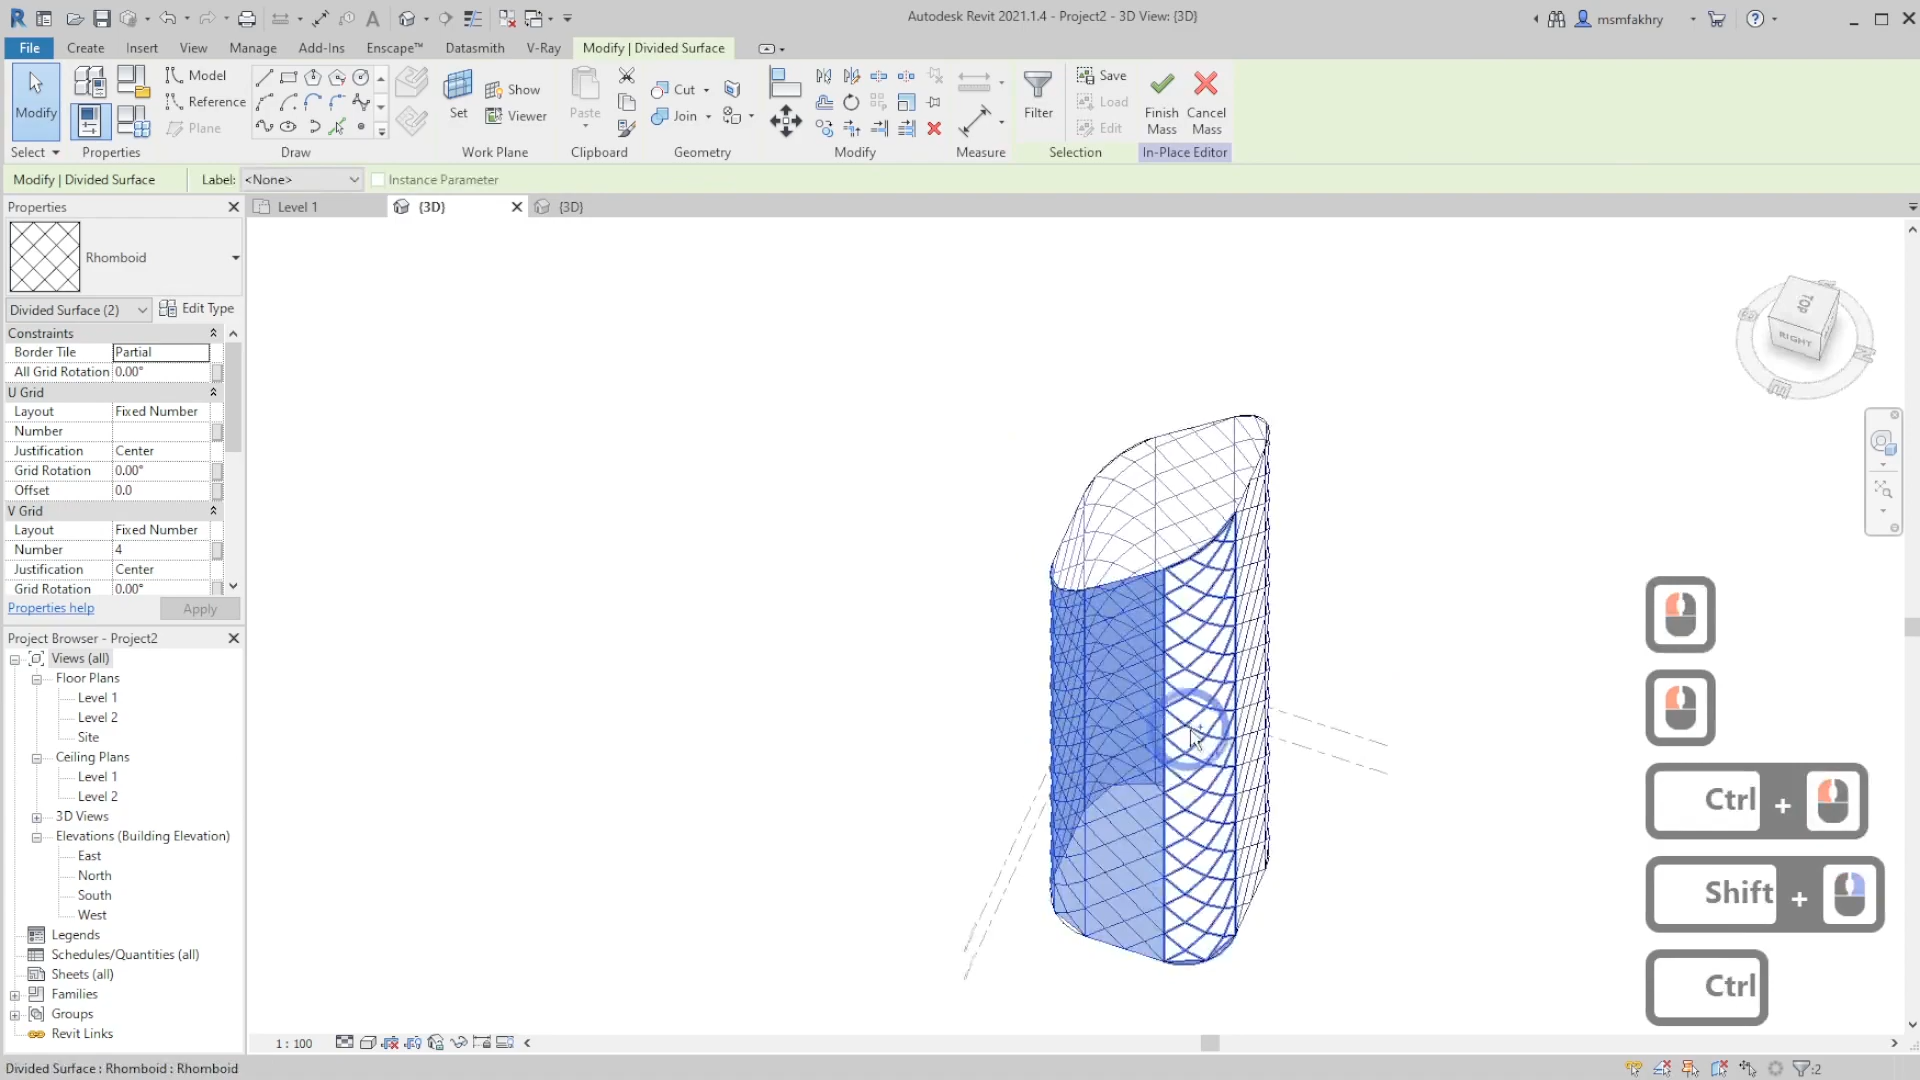 Autodesk Revit 2021.1.4 - Project2 - 3D View: {3D}
msmfakhry
File
Create
Insert
View
Manage
Add-Ins
Enscape™
Datasmith
V-Ray
Modify | Divided Surface
Modify
Model
Reference
Plane
Set
Show
Viewer
Paste
Cut
Join
Filter
Save
Load
Edit
Finish
Mass
Cancel
Mass
Select
Properties
Draw
Work Plane
Clipboard
Geometry
Modify
Measure
Selection
In-Place Editor
Modify | Divided Surface
Label:
<None>
Instance Parameter
Properties
Level 1
{3D}
{3D}
Rhomboid
Divided Surface (2)
Edit Type
Constraints
Border Tile Partial
All Grid Rotation 0.00°
U Grid
Layout Fixed Number
Number
Justification Center
Grid Rotation 0.00°
Offset 0.0
V Grid
Layout Fixed Number
Number 4
Justification Center
Grid Rotation 0.00°
Properties help
Apply
Project Browser - Project2
Views (all)
Floor Plans
Level 1
Level 2
Site
Ceiling Plans
Level 1
Level 2
3D Views
Elevations (Building Elevation)
East
North
South
West
Legends
Schedules/Quantities (all)
Sheets (all)
Families
Groups
Revit Links
TOP
RIGHT
N
E
Ctrl +
Shift +
Ctrl
1 : 100
Divided Surface : Rhomboid : Rhomboid
:2